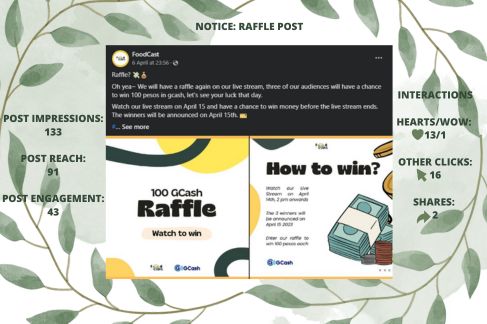 NOTICE: RAFFLE POST
FoodCast
6 April at 23:56
Raffle?
Oh yea~ We will have a raffle again on our live stream, three of our audiences will have a chance
to win 100 pesos in gcash, let's see your luck that day.
Watch our live stream on April 15 and have a chance to win money before the live stream ends.
The winners will be announced on April 15th.
#... See more
100 GCash
Raffle
Watch to win
GCash
How to win?
Watch our Live
Stream on April
14th, 2 pm onwards
The 3 winners will
be announced on
April 15 2023
Enter our raffle to
win 100 pesos each
GCash
POST IMPRESSIONS:
133
POST REACH:
91
POST ENGAGEMENT:
43
INTERACTIONS
HEARTS/WOW:
13/1
OTHER CLICKS:
16
SHARES:
2